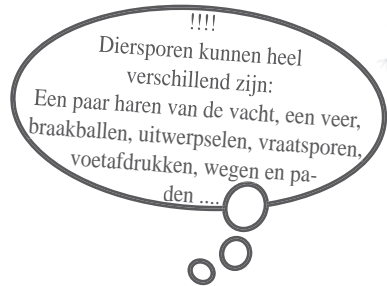 !!!!
Diersporen kunnen heel
verschillend zijn:
Een paar haren van de vacht, een veer,
braakballen, uitwerpselen, vraatsporen,
voetafdrukken, wegen en pa-
den ....